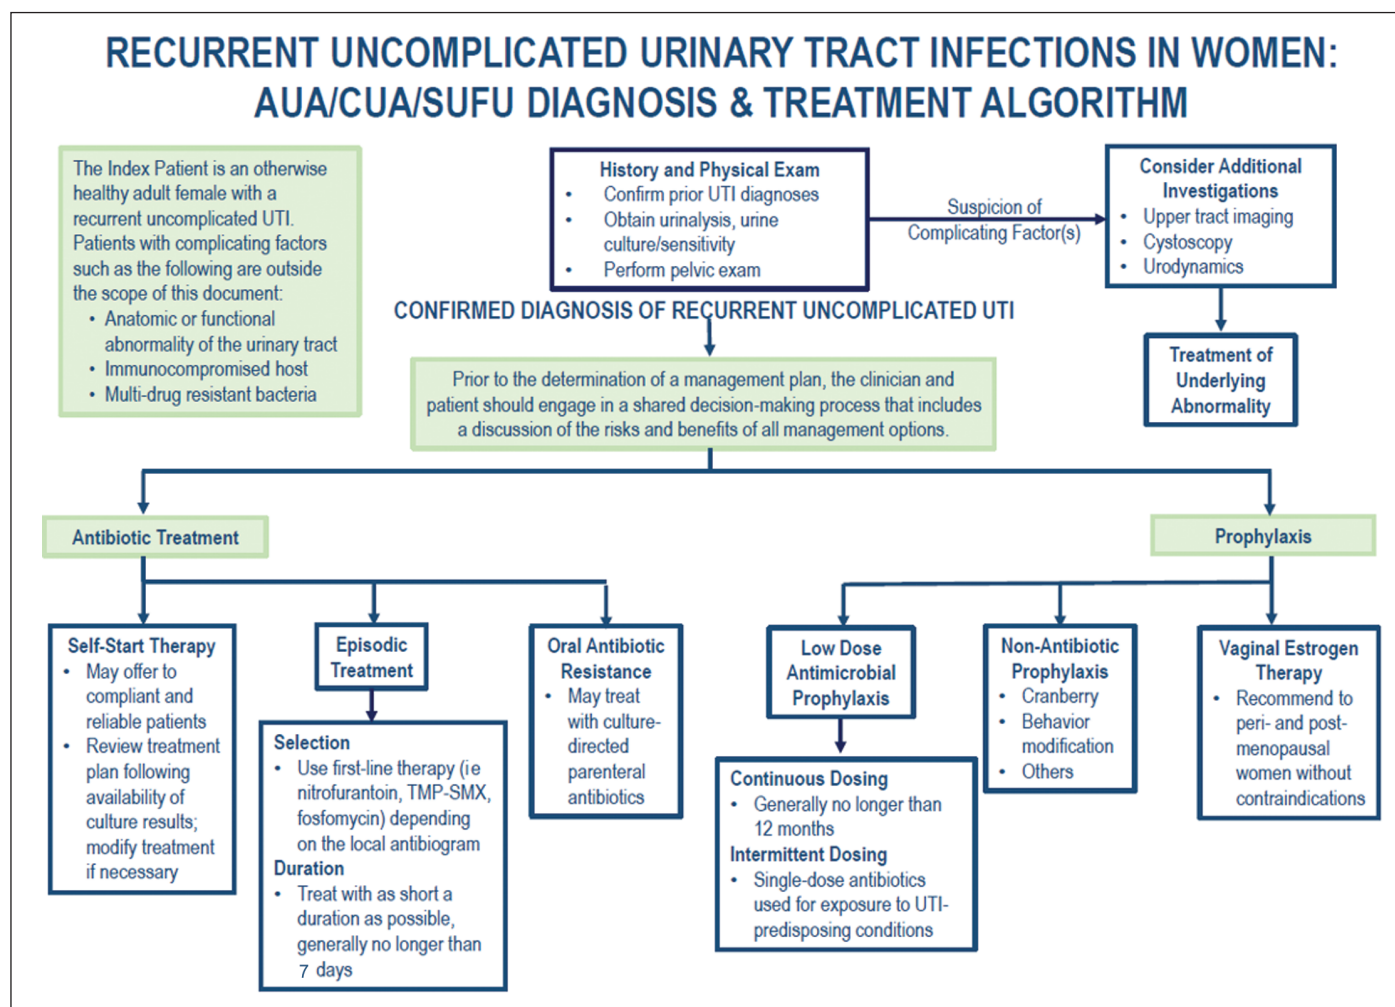 RECURRENT UNCOMPLICATED URINARY TRACT INFECTIONS IN WOMEN:
AUA/CUA/SUFU DIAGNOSIS & TREATMENT ALGORITHM
The Index Patient is an otherwise
healthy adult female with a
recurrent uncomplicated UTI.
Patients with complicating factors
such as the following are outside
the scope of this document:
• Anatomic or functional
abnormality of the urinary tract
• Immunocompromised host
• Multi-drug resistant bacteria
History and Physical Exam
• Confirm prior UTI diagnoses
• Obtain urinalysis, urine
culture/sensitivity
• Perform pelvic exam
Suspicion of
Complicating Factor(s)
Consider Additional
Investigations
• Upper tract imaging
• Cystoscopy
• Urodynamics
Treatment of
Underlying
Abnormality
CONFIRMED DIAGNOSIS OF RECURRENT UNCOMPLICATED UTI
Prior to the determination of a management plan, the clinician and
patient should engage in a shared decision-making process that includes
a discussion of the risks and benefits of all management options.
Antibiotic Treatment
Prophylaxis
Self-Start Therapy
• May offer to
compliant and
reliable patients
• Review treatment
plan following
availability of
culture results;
modify treatment
if necessary
Episodic
Treatment
Selection
• Use first-line therapy (ie
nitrofurantoin, TMP-SMX,
fosfomycin) depending
on the local antibiogram
Duration
• Treat with as short a
duration as possible,
generally no longer than
7 days
Oral Antibiotic
Resistance
• May treat
with culture-
directed
parenteral
antibiotics
Low Dose
Antimicrobial
Prophylaxis
Continuous Dosing
• Generally no longer than
12 months
Intermittent Dosing
• Single-dose antibiotics
used for exposure to UTI-
predisposing conditions
Non-Antibiotic
Prophylaxis
• Cranberry
• Behavior
modification
• Others
Vaginal Estrogen
Therapy
• Recommend to
peri- and post-
menopausal
women without
contraindications